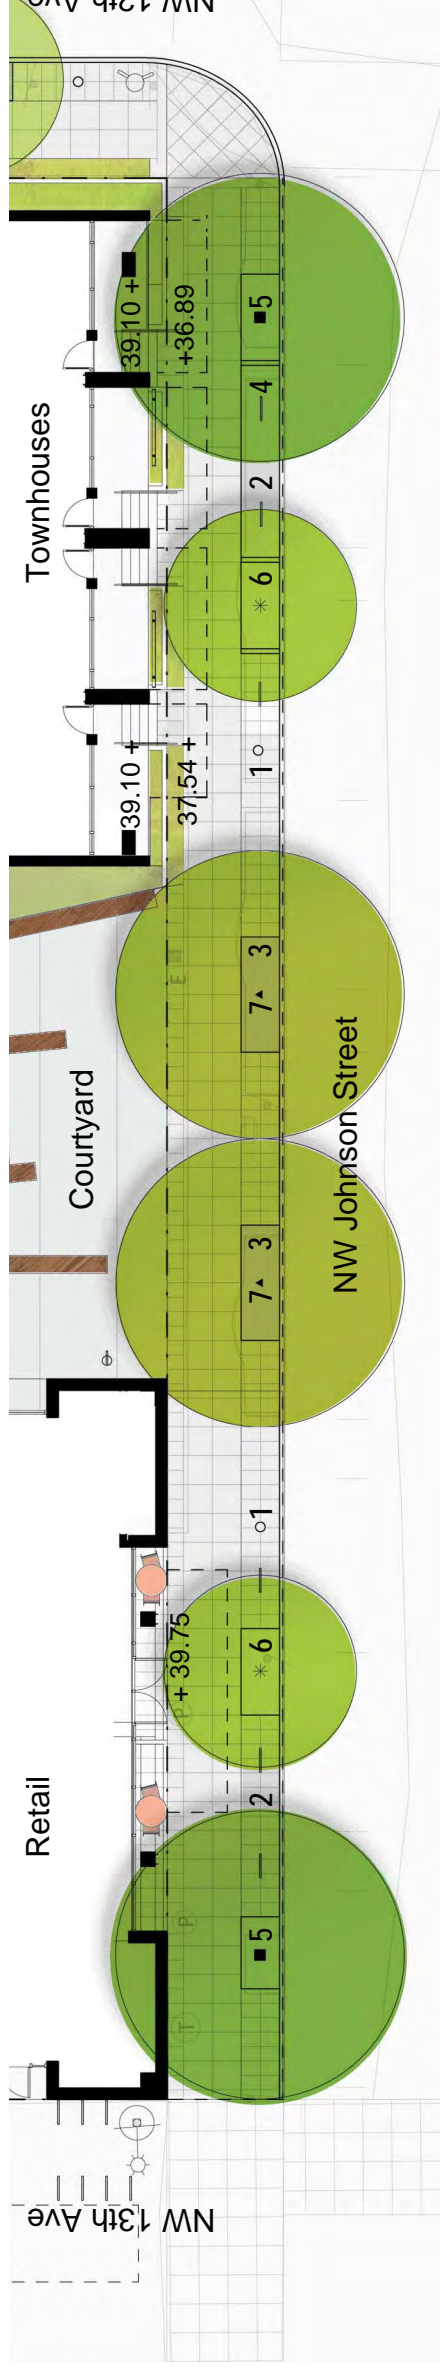 NW 12th Ave
5
39.10 +
+36.89
4
Townhouses
2
6
39.10 +
37.54 +
1
E
3
7
Courtyard
NW Johnson Street
3
7
1
6
+ 39.75
P
Retail
2
5
P
T
NW 13th Ave